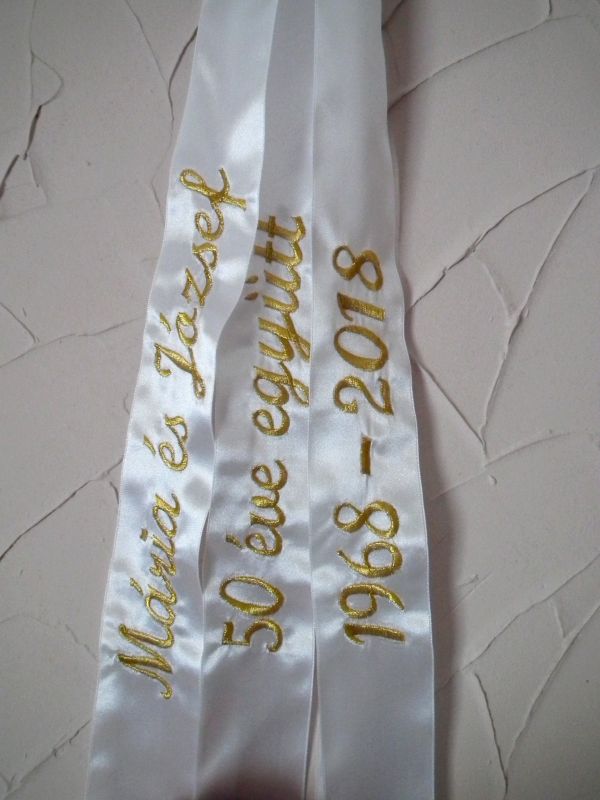 Mária és József
50 éve együtt
1968 - 2018